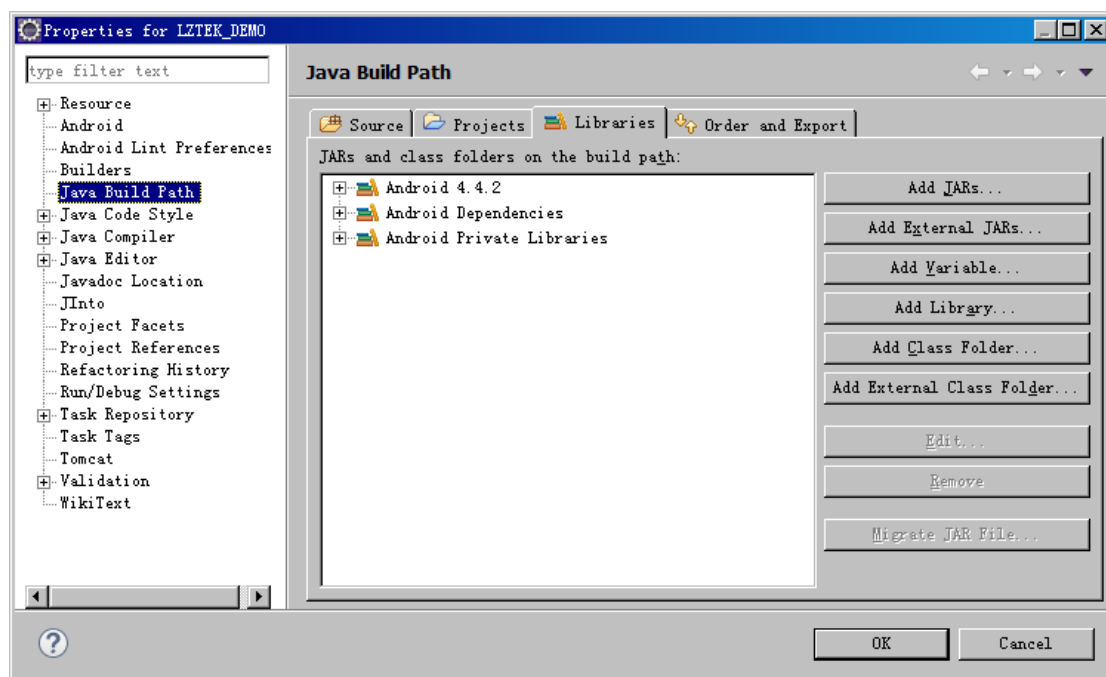 Properties for LZTEK_DEMO
type filter text
Resource
Android
Android Lint Preferences
Builders
Java Build Path
Java Code Style
Java Compiler
Java Editor
Javadoc Location
JInto
Project Facets
Project References
Refactoring History
Run/Debug Settings
Task Repository
Task Tags
Tomcat
Validation
WikiText
Java Build Path
Source Projects Libraries Order and Export
JARs and class folders on the build path:
Android 4.4.2
Android Dependencies
Android Private Libraries
Add JARs...
Add External JARs...
Add Variable...
Add Library...
Add Class Folder...
Add External Class Folder...
Edit...
Remove
Migrate JAR File...
?
OK Cancel